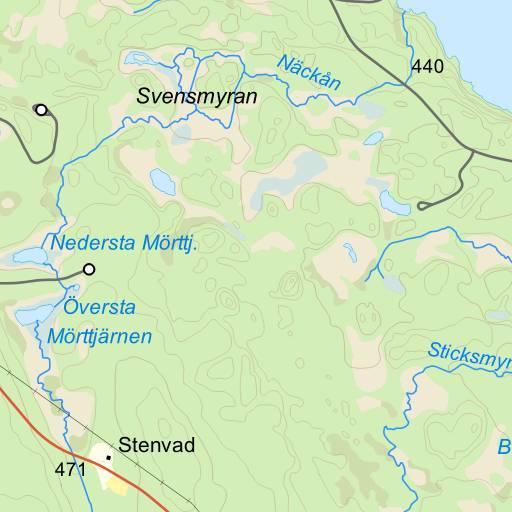 Näckån
440
Svensmyran
Nedersta Mörttj.
Översta
Mörttjärnen
Sticksmyr
Stenvad
471
B